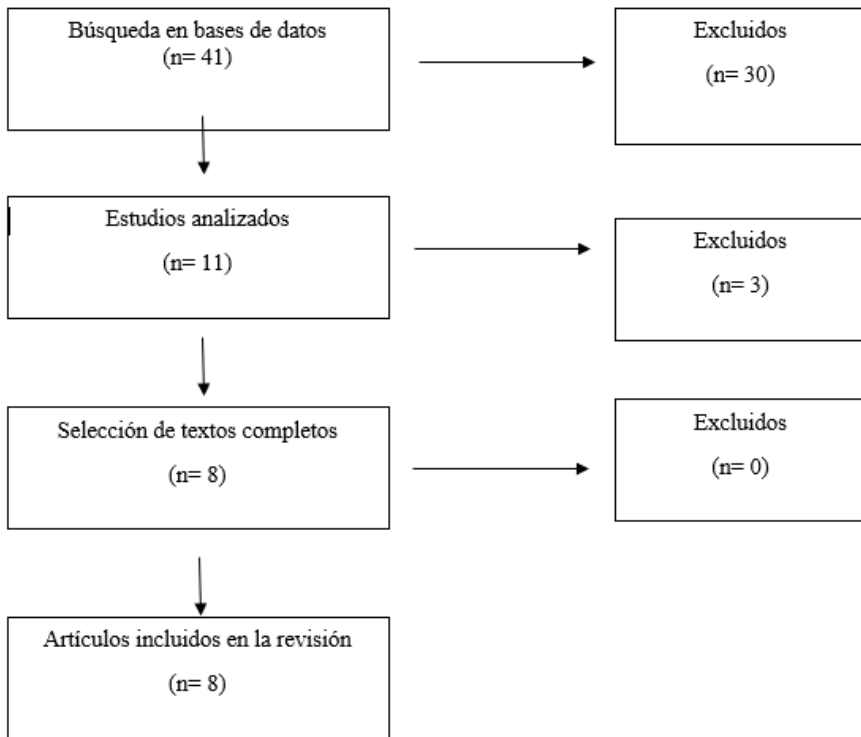 Búsqueda en bases de datos
(n= 41)
Excluidos
(n= 30)
Estudios analizados
(n= 11)
Excluidos
(n= 3)
Selección de textos completos
(n= 8)
Excluidos
(n= 0)
Artículos incluidos en la revisión
(n= 8)